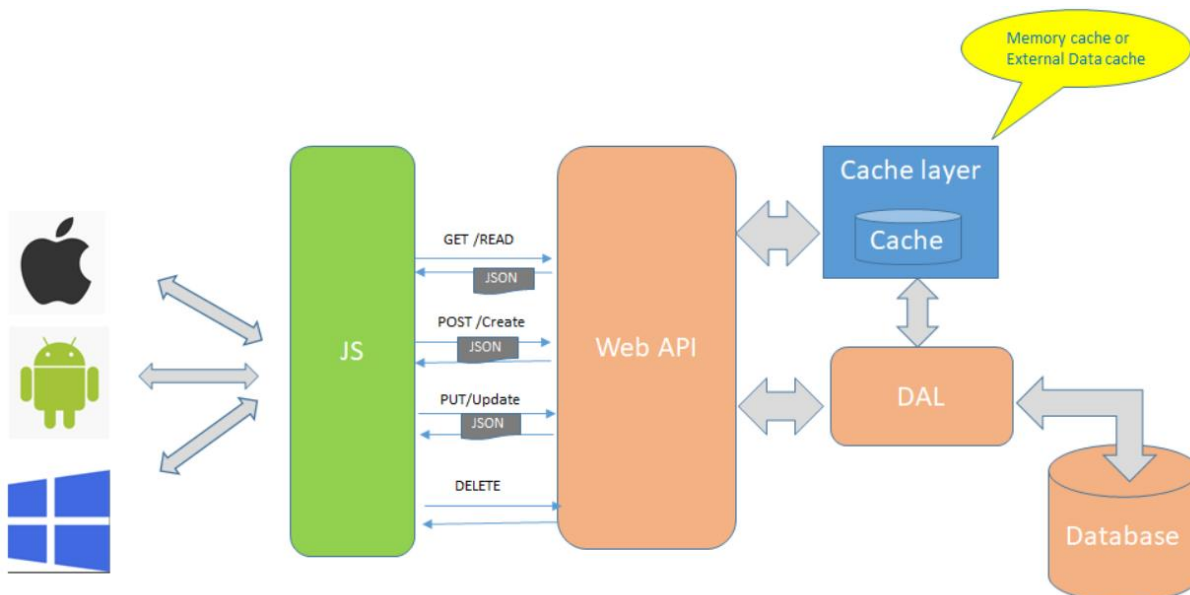 Memory cache or
External Data cache
Cache layer
Cache
GET /READ
JSON
POST /Create
JSON
PUT/Update
JSON
DELETE
JS
Web API
DAL
Database